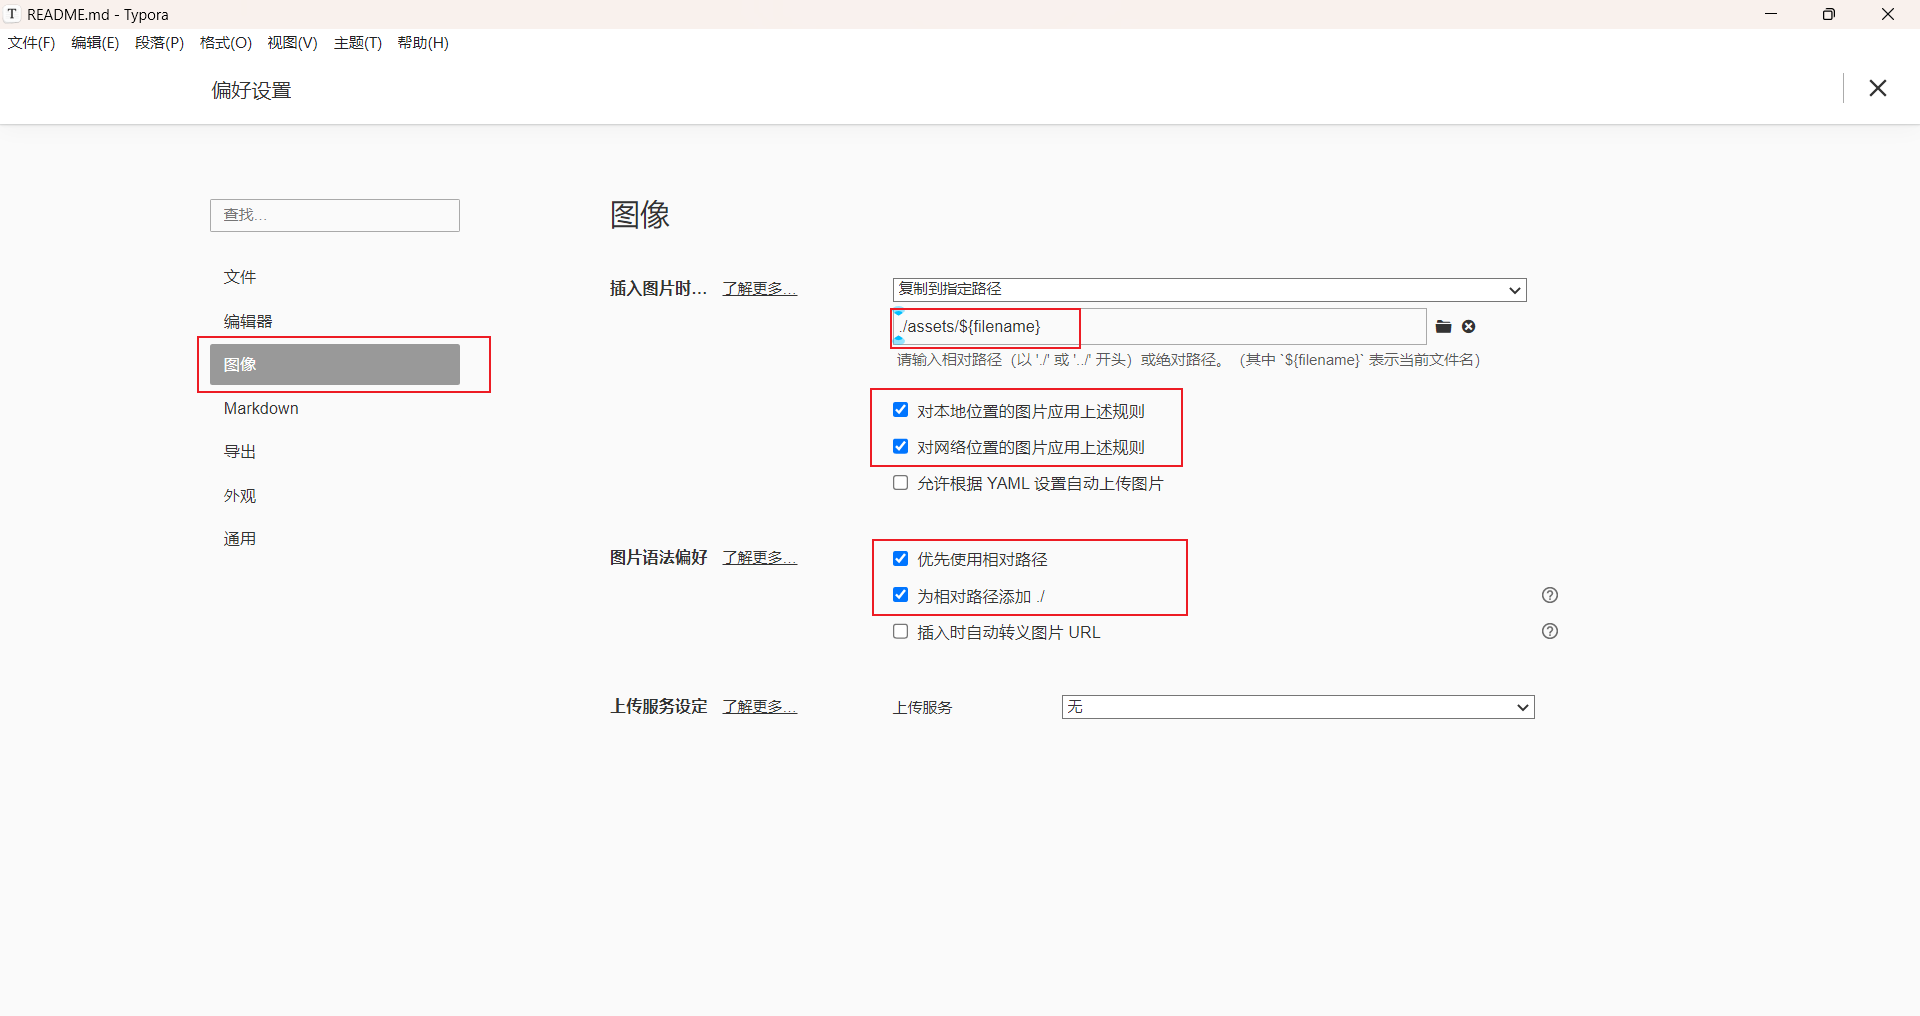 T README.md - Typora
文件(F) 编辑(E) 段落(P) 格式(O) 视图(V) 主题(T) 帮助(H)
偏好设置
查找...
文件
编辑器
图像
Markdown
导出
外观
通用
图像
插入图片时... 了解更多... 复制到指定路径
./assets/${filename}
请输入相对路径（以 './' 或 '../' 开头）或绝对路径。（其中 `${filename}` 表示当前文件名）
对本地位置的图片应用上述规则
对网络位置的图片应用上述规则
允许根据 YAML 设置自动上传图片
图片语法偏好 了解更多... 优先使用相对路径
为相对路径添加 ./
插入时自动转义图片 URL
上传服务设定 了解更多... 上传服务 无